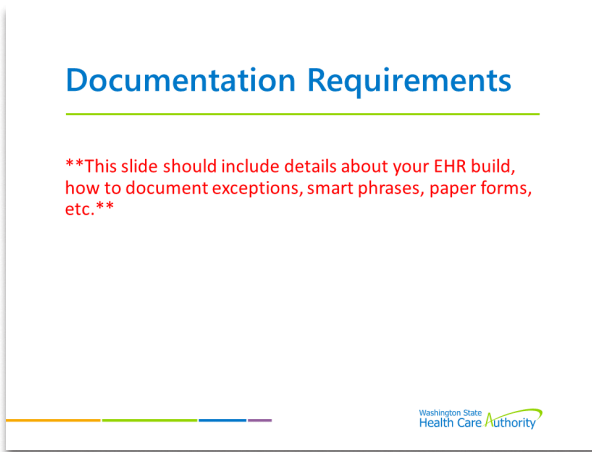 Documentation Requirements
**This slide should include details about your EHR build,
how to document exceptions, smart phrases, paper forms,
etc.**
Washington State
Health Care Authority